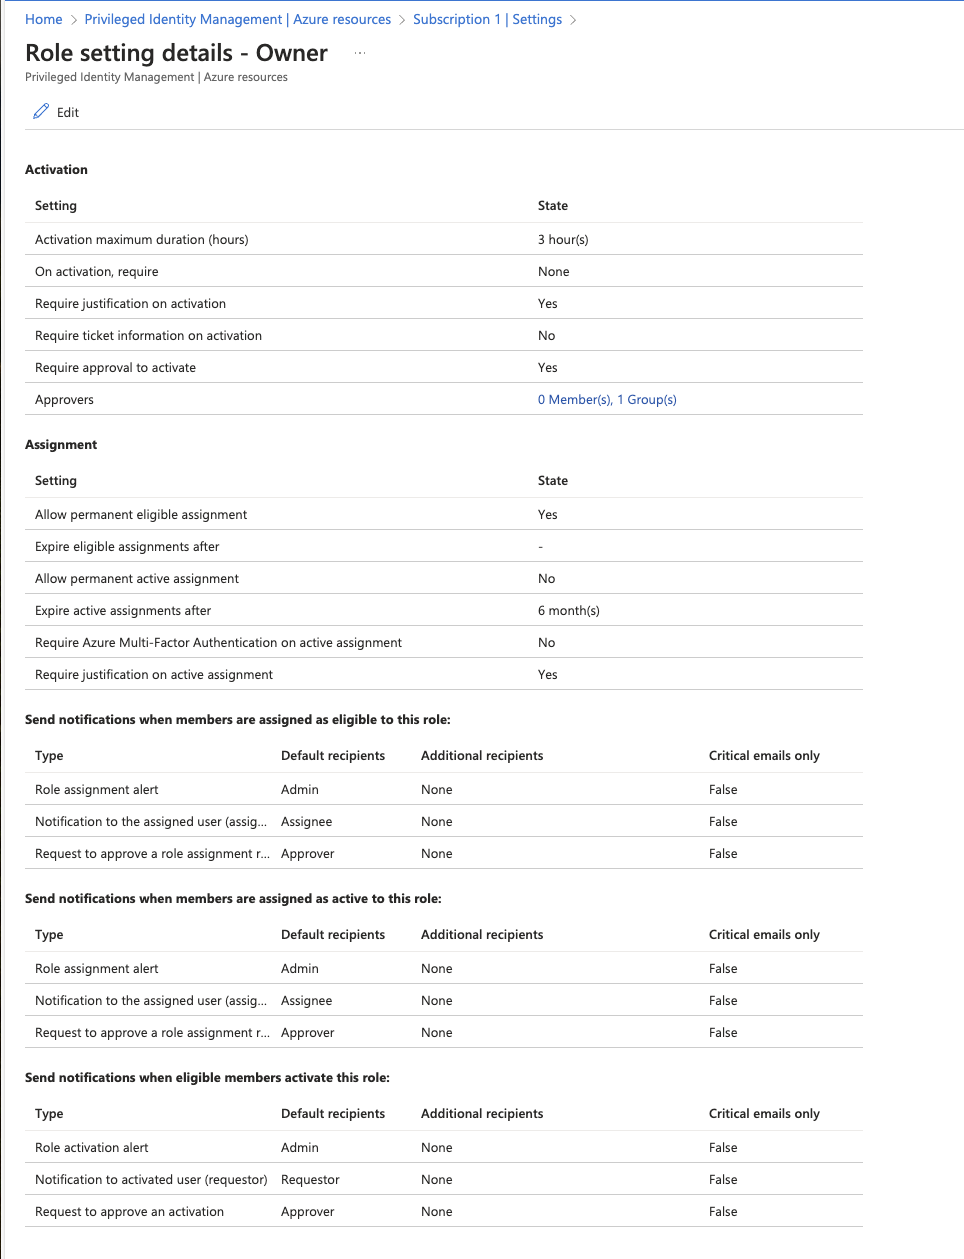 Home > Privileged Identity Management | Azure resources > Subscription 1 | Settings >
Role setting details - Owner ...
Privileged Identity Management | Azure resources
Edit
Activation
Setting State
Activation maximum duration (hours) 3 hour(s)
On activation, require None
Require justification on activation Yes
Require ticket information on activation No
Require approval to activate Yes
Approvers 0 Member(s), 1 Group(s)
Assignment
Setting State
Allow permanent eligible assignment Yes
Expire eligible assignments after -
Allow permanent active assignment No
Expire active assignments after 6 month(s)
Require Azure Multi-Factor Authentication on active assignment No
Require justification on active assignment Yes
Send notifications when members are assigned as eligible to this role:
Type Default recipients Additional recipients Critical emails only
Role assignment alert Admin None False
Notification to the assigned user (assig... Assignee None False
Request to approve a role assignment r... Approver None False
Send notifications when members are assigned as active to this role:
Type Default recipients Additional recipients Critical emails only
Role assignment alert Admin None False
Notification to the assigned user (assig... Assignee None False
Request to approve a role assignment r... Approver None False
Send notifications when eligible members activate this role:
Type Default recipients Additional recipients Critical emails only
Role activation alert Admin None False
Notification to activated user (requestor) Requestor None False
Request to approve an activation Approver None False